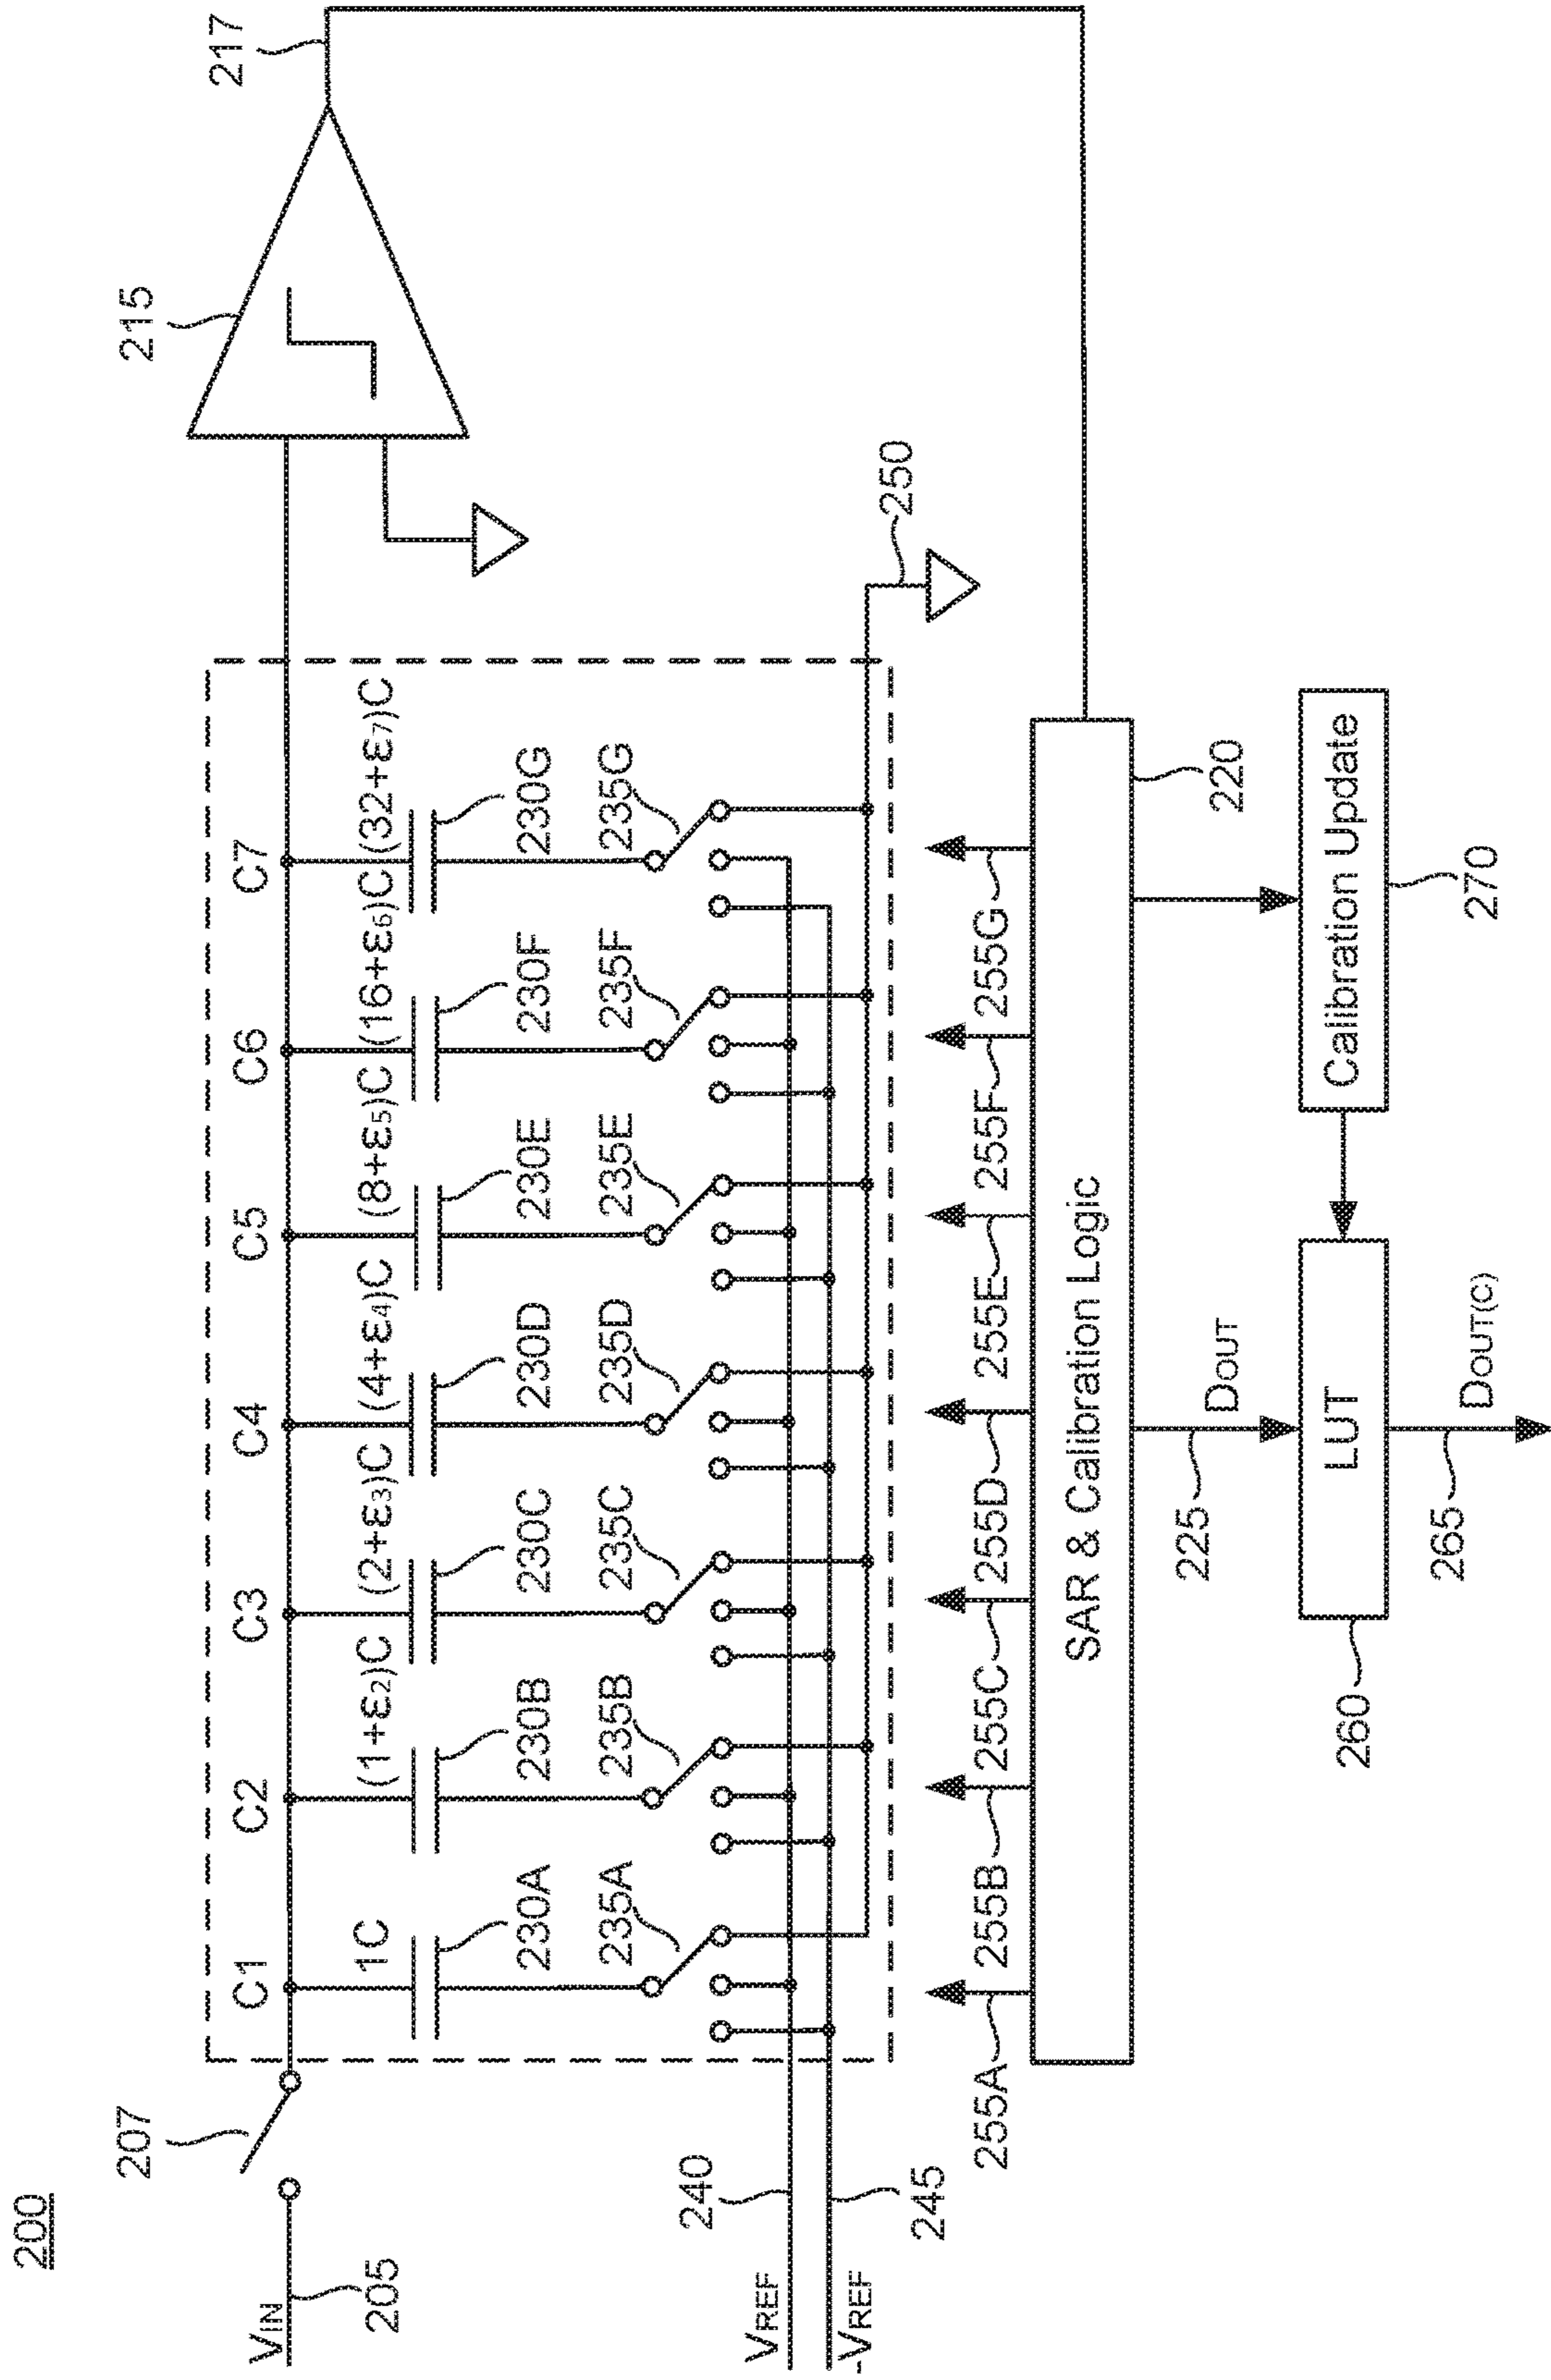 200
VIN
205
207
C1
C2
C3
C4
C5
C6
C7
1C
(1+ε2)C
(2+ε3)C
(4+ε4)C
(8+ε5)C
(16+ε6)C
(32+ε7)C
230A
230B
230C
230D
230E
230F
230G
235A
235B
235C
235D
235E
235F
235G
215
217
VREF
240
-VREF
245
250
255A
255B
255C
255D
255E
255F
255G
SAR & Calibration Logic
220
225
DOUT
LUT
260
Calibration Update
270
265
DOUT(C)